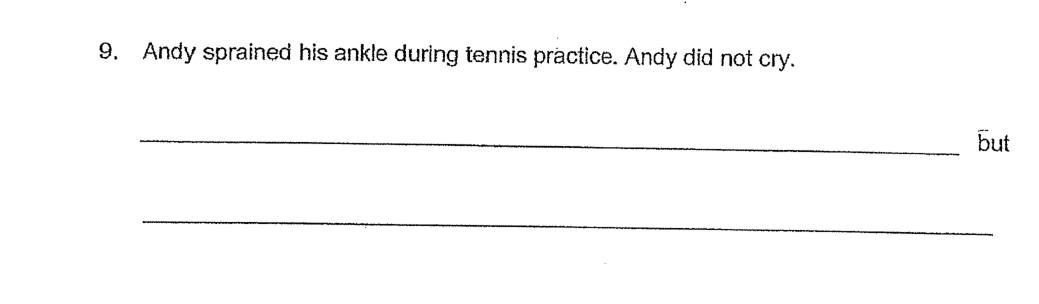 9. Andy sprained his ankle during tennis practice. Andy did not cry.
but